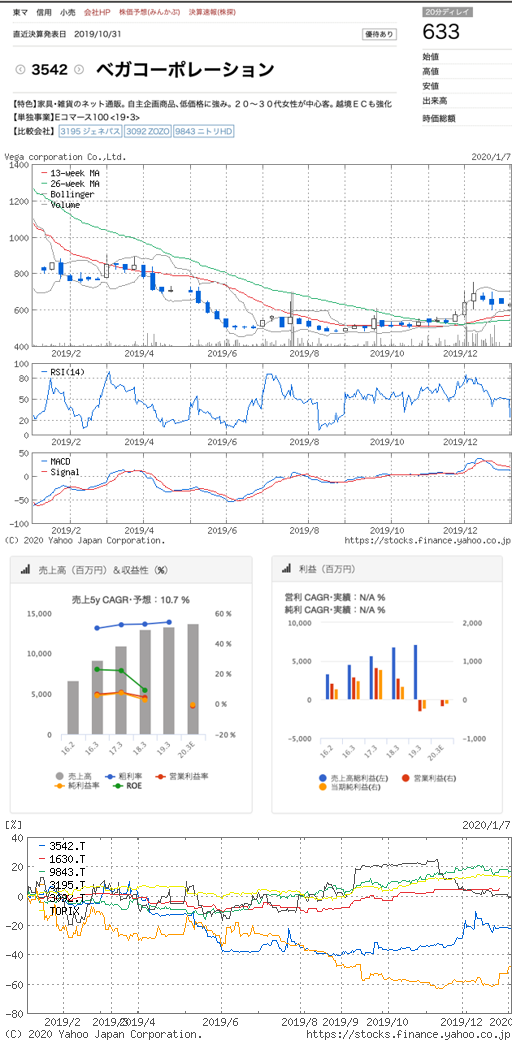 東マ 信用 小売 会社HP 株価予想(みんかぶ) 決算速報(株探)
20分ディレイ
直近決算発表日 2019/10/31
優待あり
633
3542 ベガコーポレーション
始値
高値
安値
出来高
時価総額
【特色】家具・雑貨のネット通販。自主企画商品、低価格に強み。20〜30代女性が中心客。越境ECも強化
【単独事業】Eコマース100<19・3>
【比較会社】 3195 ジェネパス 3092 ZOZO 9843 ニトリHD
Vega corporation Co.,Ltd. 2020/1/7
1400
1200
1000
800
600
400
13-week MA
26-week MA
Bollinger
Volume
2019/2 2019/4 2019/6 2019/8 2019/10 2019/12
100
80
50
20
0
RSI(14)
2019/2 2019/4 2019/6 2019/8 2019/10 2019/12
50
0
-50
-100
MACD
Signal
2019/2 2019/4 2019/6 2019/8 2019/10 2019/12
(C) 2020 Yahoo Japan Corporation. https://stocks.finance.yahoo.co.jp
売上高(百万円)&収益性(%)
売上5y CAGR・予想:10.7 %
15,000
10,000
5,000
0
60 %
40 %
20 %
0 %
-20 %
16.2 16.3 17.3 18.3 19.3 20.3E
売上高 粗利率 営業利益率
純利益率 ROE
利益(百万円)
営利 CAGR・実績:N/A %
純利 CAGR・実績:N/A %
10,000
5,000
0
-5,000
2,000
1,000
0
-1,000
16.2 16.3 17.3 18.3 19.3 20.3E
売上高総利益(左) 営業利益(右)
当期純利益(右)
[%] 2020/1/7
40
20
0
-20
-40
-60
-80
3542.T
1630.T
9843.T
3195.T
3092.T
TOPIX
2019/2 2019/3 2019/4 2019/6 2019/8 2019/9 2019/10 2019/12 2020
(C) 2020 Yahoo Japan Corporation. https://stocks.finance.yahoo.co.jp